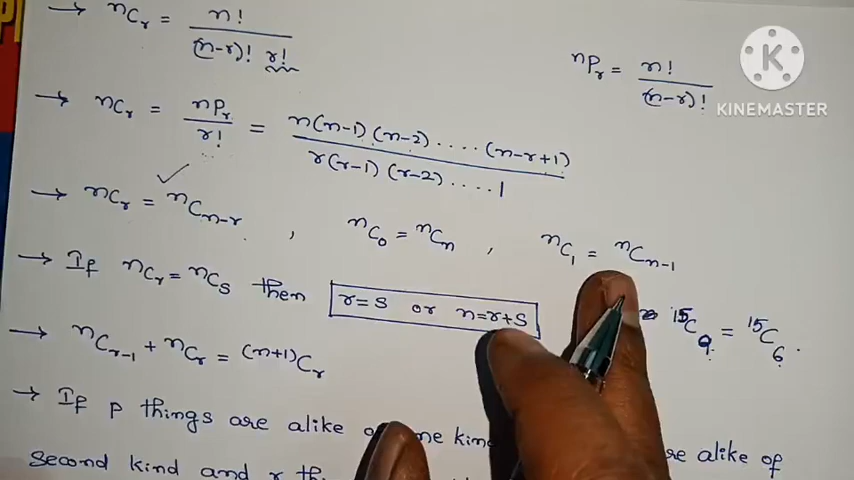 → ⁿCᵣ = n! / (n-r)! r!
ⁿPᵣ = n! / (n-r)!
KINEMASTER
→ ⁿCᵣ = ⁿPᵣ / r! = n(n-1)(n-2)....(n-r+1) / r(r-1)(r-2).....1
→ ⁿCᵣ = ⁿCₙ₋ᵣ , ⁿC₀ = ⁿCₙ , ⁿC₁ = ⁿCₙ₋₁
→ If ⁿCᵣ = ⁿCₛ then r=s or n=r+s ¹⁵C₉ = ¹⁵C₆.
→ ⁿCᵣ₋₁ + ⁿCᵣ = ⁽ⁿ⁺¹⁾Cᵣ
→ If p things are alike are alike of
second kind and r